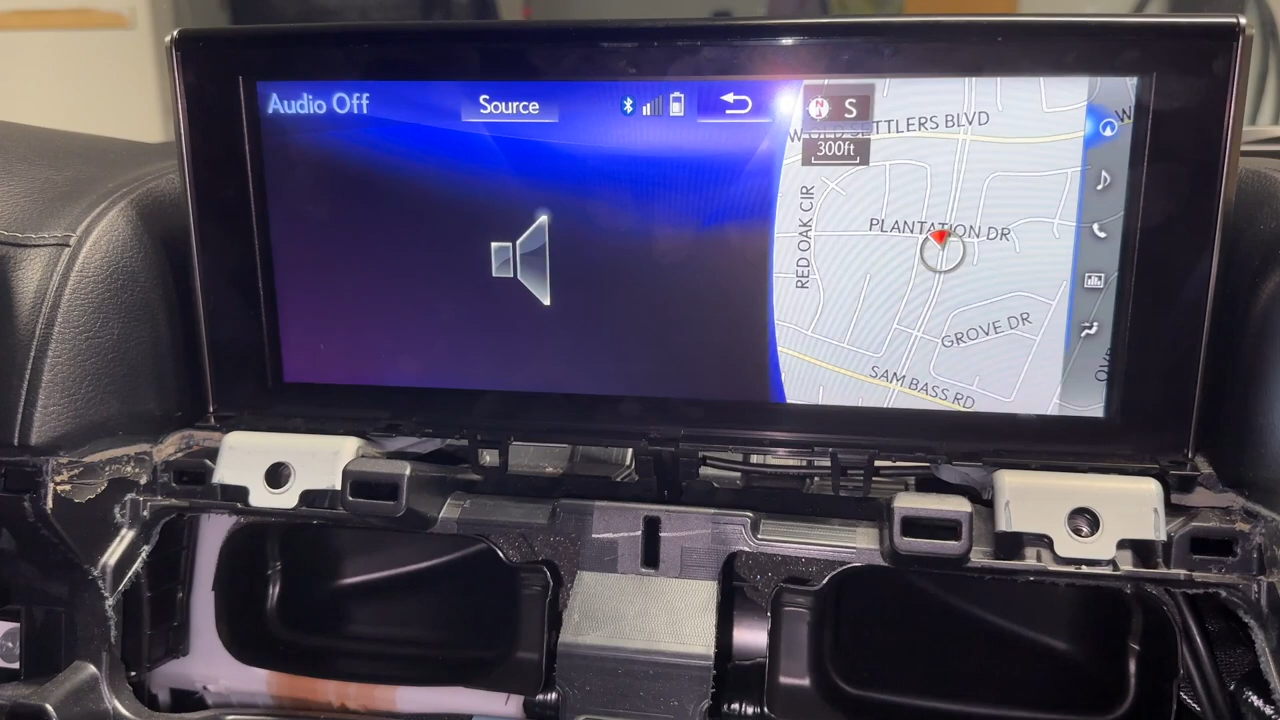 Audio Off
Source
N
S
300ft
W OLD SETTLERS BLVD
RED OAK CIR
PLANTATION DR
GROVE DR
SAM BASS RD
W